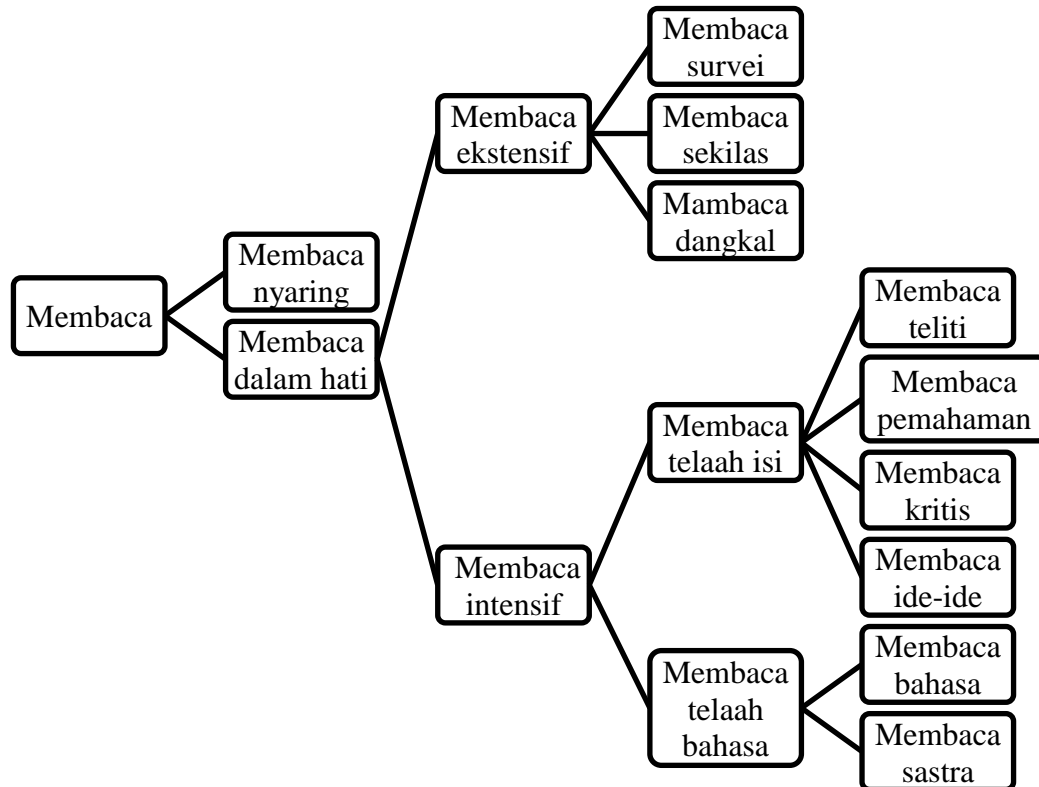 Membaca
Membaca
nyaring
Membaca
dalam hati
Membaca
ekstensif
Membaca
survei
Membaca
sekilas
Mambaca
dangkal
Membaca
intensif
Membaca
telaah isi
Membaca
teliti
Membaca
pemahaman
Membaca
kritis
Membaca
ide-ide
Membaca
telaah
bahasa
Membaca
bahasa
Membaca
sastra